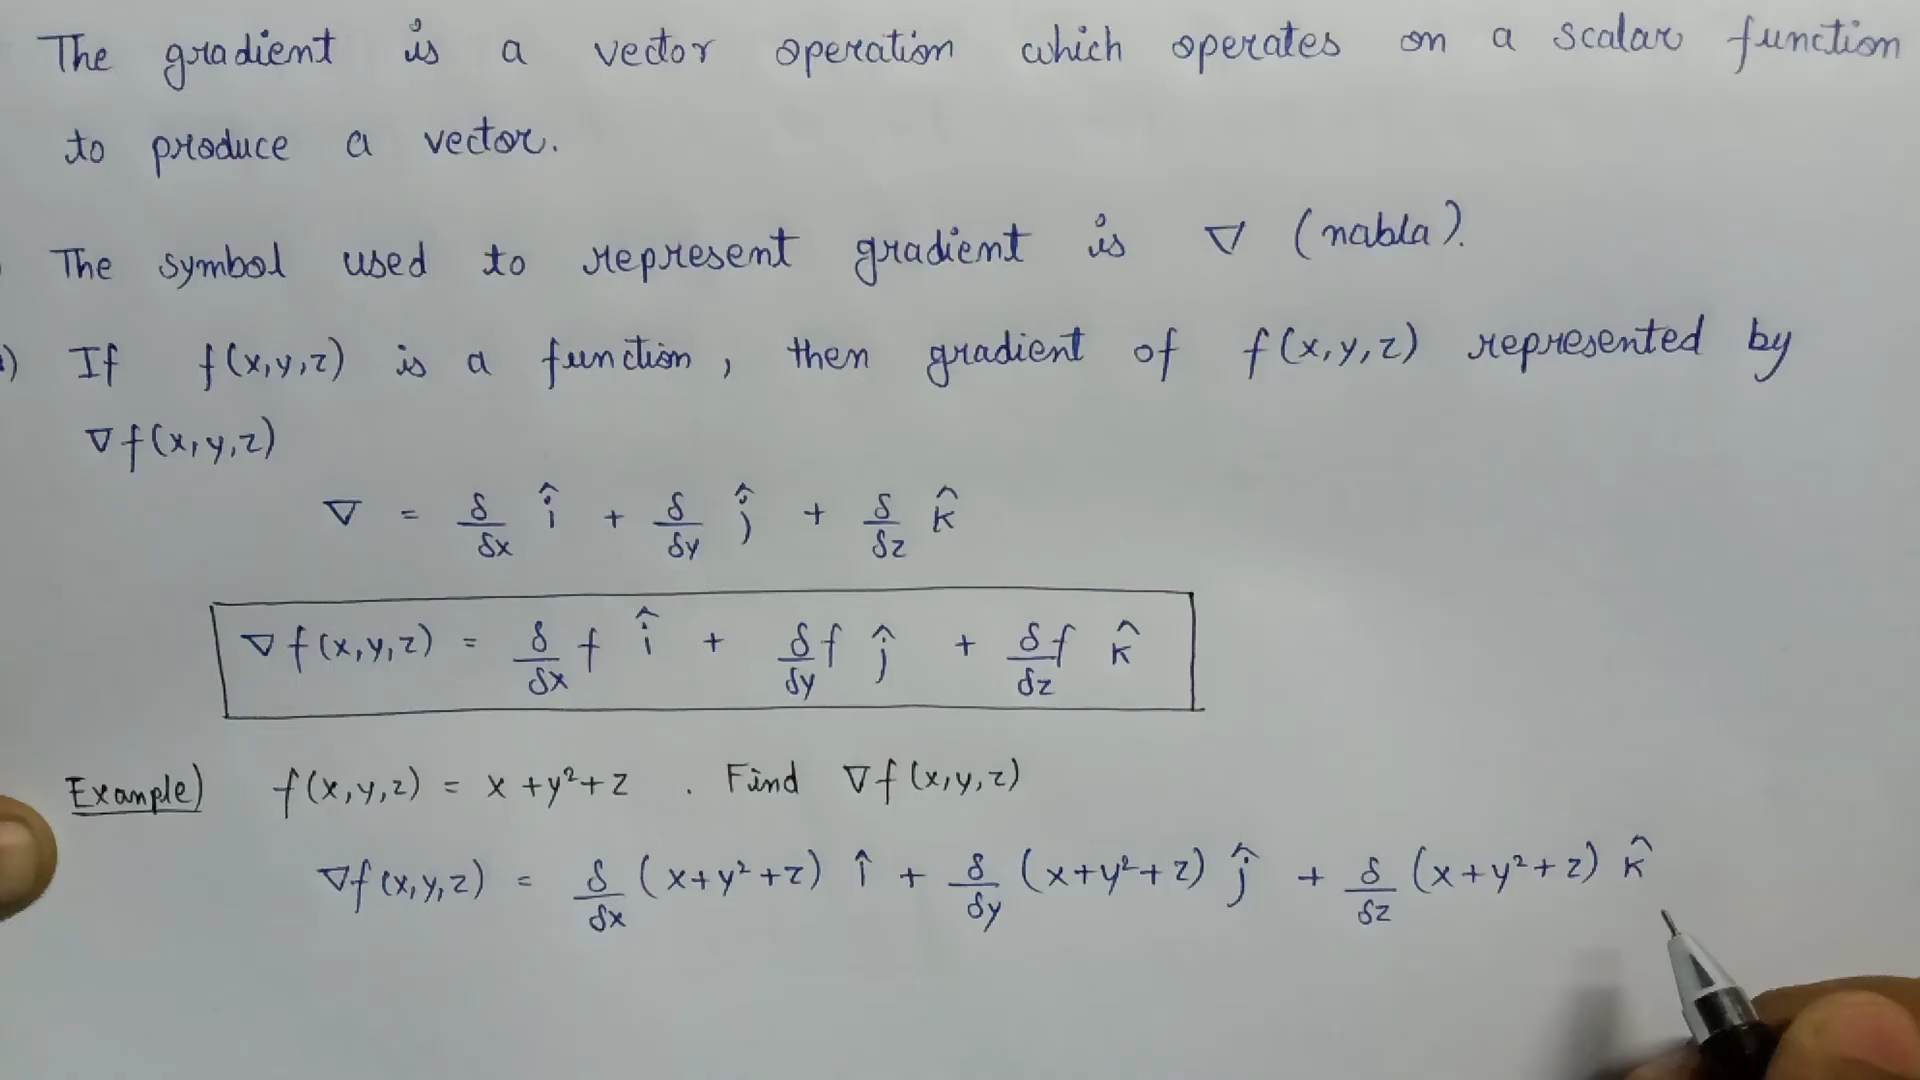 The gradient is a vector operation which operates on a scalar function
to produce a vector.
The symbol used to represent gradient is ∇ (nabla).
) If f(x,y,z) is a function, then gradient of f(x,y,z) represented by
∇f(x,y,z)
∇ = δ/δx î + δ/δy ĵ + δ/δz k̂
∇f(x,y,z) = δ/δx f î + δf/δy ĵ + δf/δz k̂
Example) f(x,y,z) = x+y²+z . Find ∇f(x,y,z)
∇f(x,y,z) = δ/δx (x+y²+z) î + δ/δy (x+y²+z) ĵ + δ/δz (x+y²+z) k̂